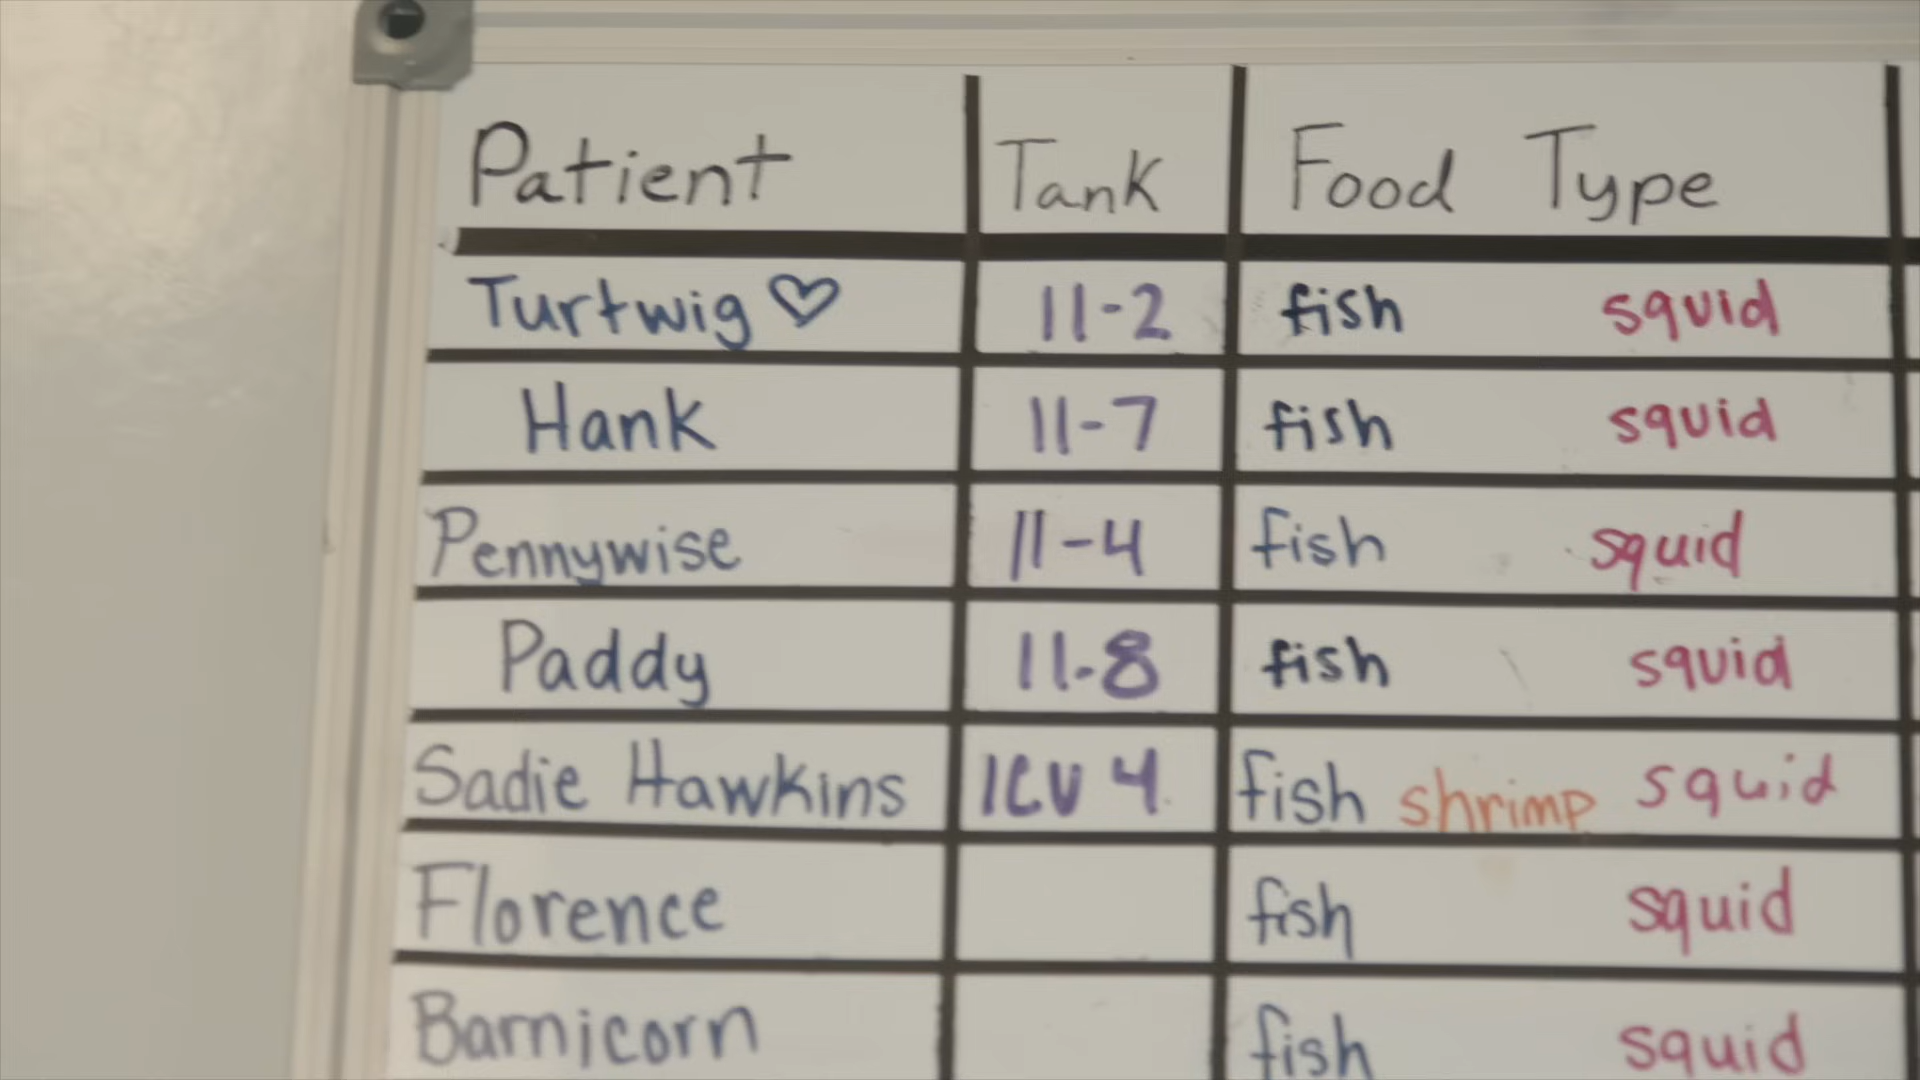 Patient Tank Food Type
Turtwig ♡ 11-2 fish squid
Hank 11-7 fish squid
Pennywise 11-4 fish squid
Paddy 11-8 fish squid
Sadie Hawkins ICU 4 fish shrimp squid
Florence fish squid
Barnicorn fish squid